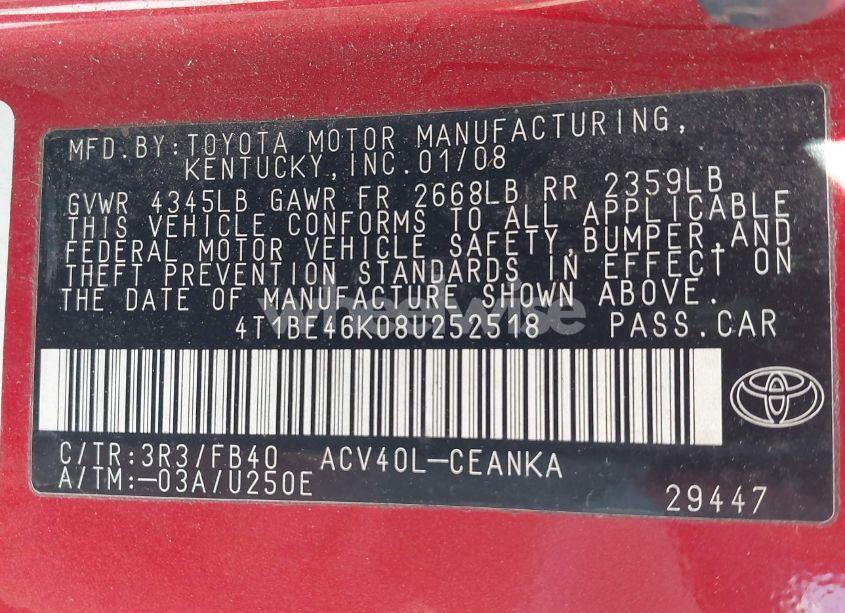 MFD. BY: TOYOTA MOTOR MANUFACTURING,
KENTUCKY, INC. 01/08
GVWR 4345LB GAWR FR 2668LB RR 2359LB
THIS VEHICLE CONFORMS TO ALL APPLICABLE
FEDERAL MOTOR VEHICLE SAFETY, BUMPER, AND
THEFT PREVENTION STANDARDS IN EFFECT ON
THE DATE OF MANUFACTURE SHOWN ABOVE.
wheelwise
4T1BE46K08U252518 PASS. CAR
C/TR: 3R3/FB40 ACV40L-CEANKA
A/TM: -03A/U250E
29447